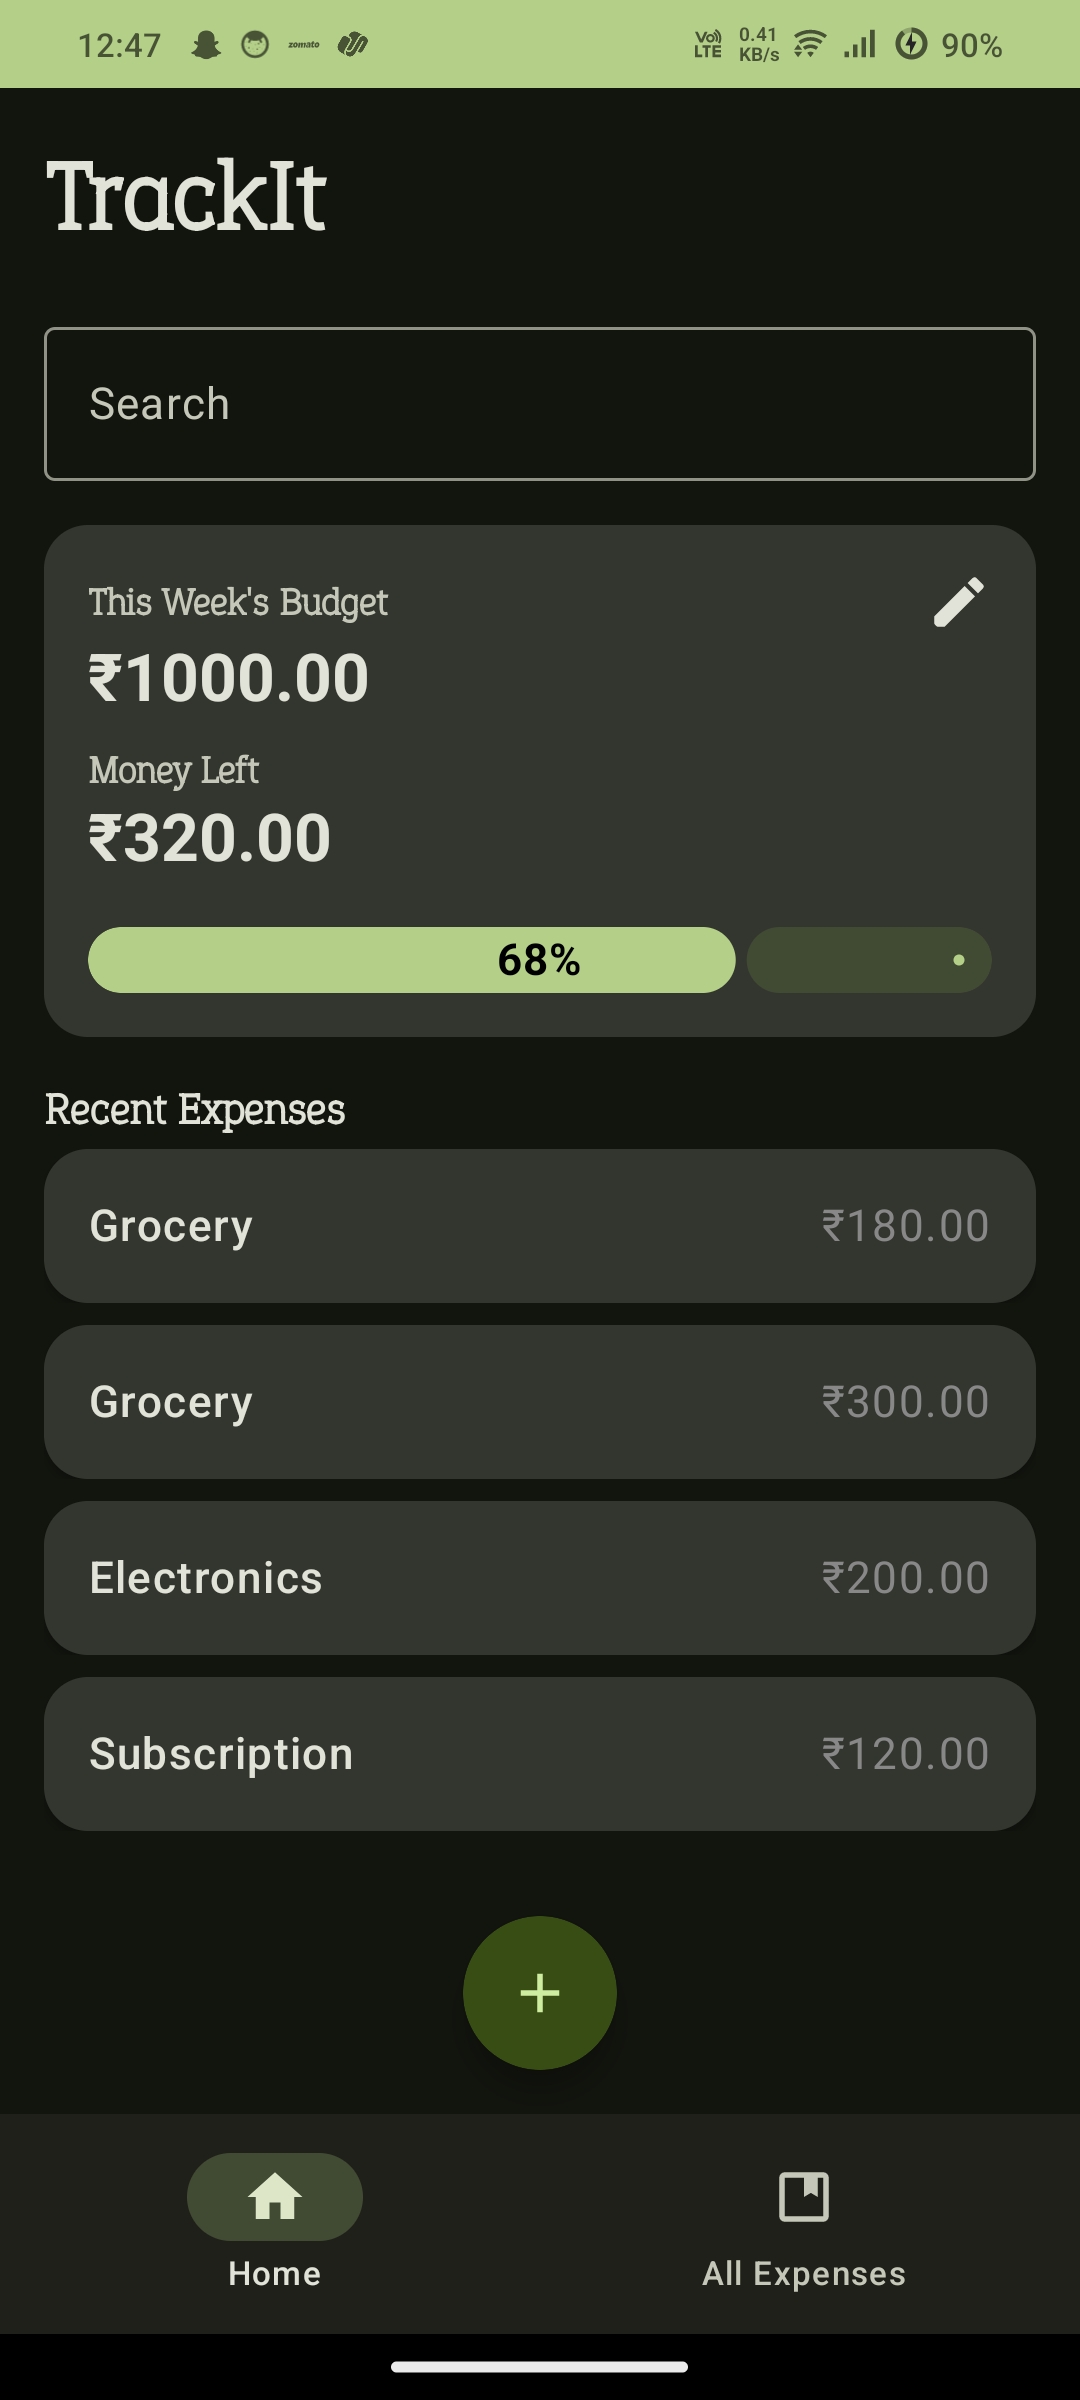 12:47 zomato Vo)) LTE 0.41 KB/s 90%
TrackIt
Search
This Week's Budget
₹1000.00
Money Left
₹320.00
68%
Recent Expenses
Grocery ₹180.00
Grocery ₹300.00
Electronics ₹200.00
Subscription ₹120.00
+
Home All Expenses